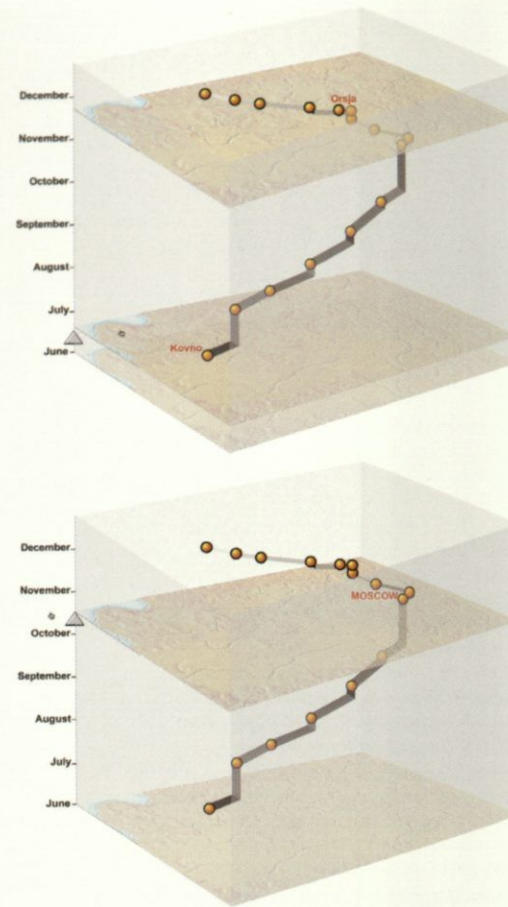 December
Orsja
November
October
September
August
July
Kovno
June
December
November
MOSCOW
October
September
August
July
June